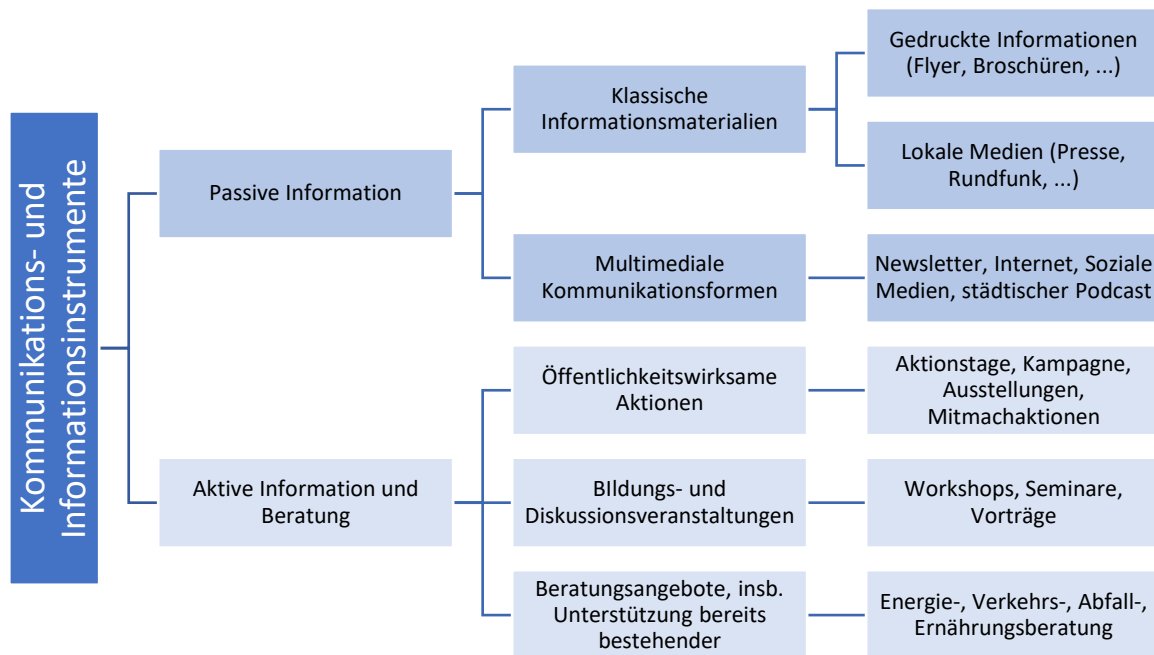 Kommunikations- und
Informationsinstrumente
Passive Information
Klassische
Informationsmaterialien
Gedruckte Informationen
(Flyer, Broschüren, ...)
Lokale Medien (Presse,
Rundfunk, ...)
Multimediale
Kommunikationsformen
Newsletter, Internet, Soziale
Medien, städtischer Podcast
Aktive Information und
Beratung
Öffentlichkeitswirksame
Aktionen
Aktionstage, Kampagne,
Ausstellungen,
Mitmachaktionen
BIldungs- und
Diskussionsveranstaltungen
Workshops, Seminare,
Vorträge
Beratungsangebote, insb.
Unterstützung bereits
bestehender
Energie-, Verkehrs-, Abfall-,
Ernährungsberatung